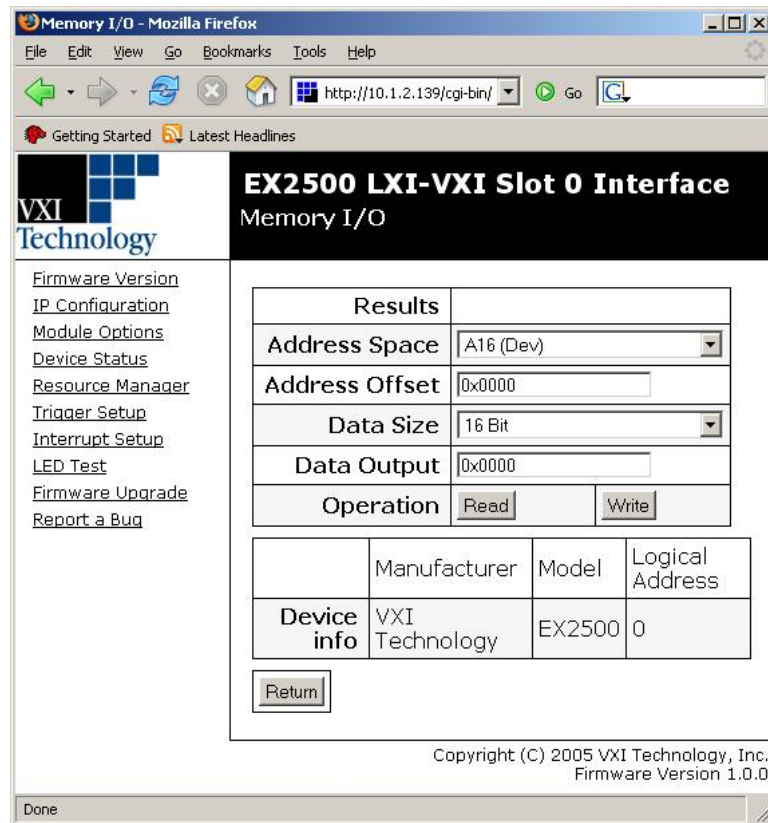 Memory I/O - Mozilla Firefox
File Edit View Go Bookmarks Tools Help
http://10.1.2.139/cgi-bin/ Go G
Getting Started Latest Headlines
VXI
Technology
EX2500 LXI-VXI Slot 0 Interface
Memory I/O
Firmware Version
IP Configuration
Module Options
Device Status
Resource Manager
Trigger Setup
Interrupt Setup
LED Test
Firmware Upgrade
Report a Bug
Results
Address Space A16 (Dev)
Address Offset 0x0000
Data Size 16 Bit
Data Output 0x0000
Operation Read Write
Manufacturer Model Logical Address
Device info VXI Technology EX2500 0
Return
Copyright (C) 2005 VXI Technology, Inc.
Firmware Version 1.0.0
Done